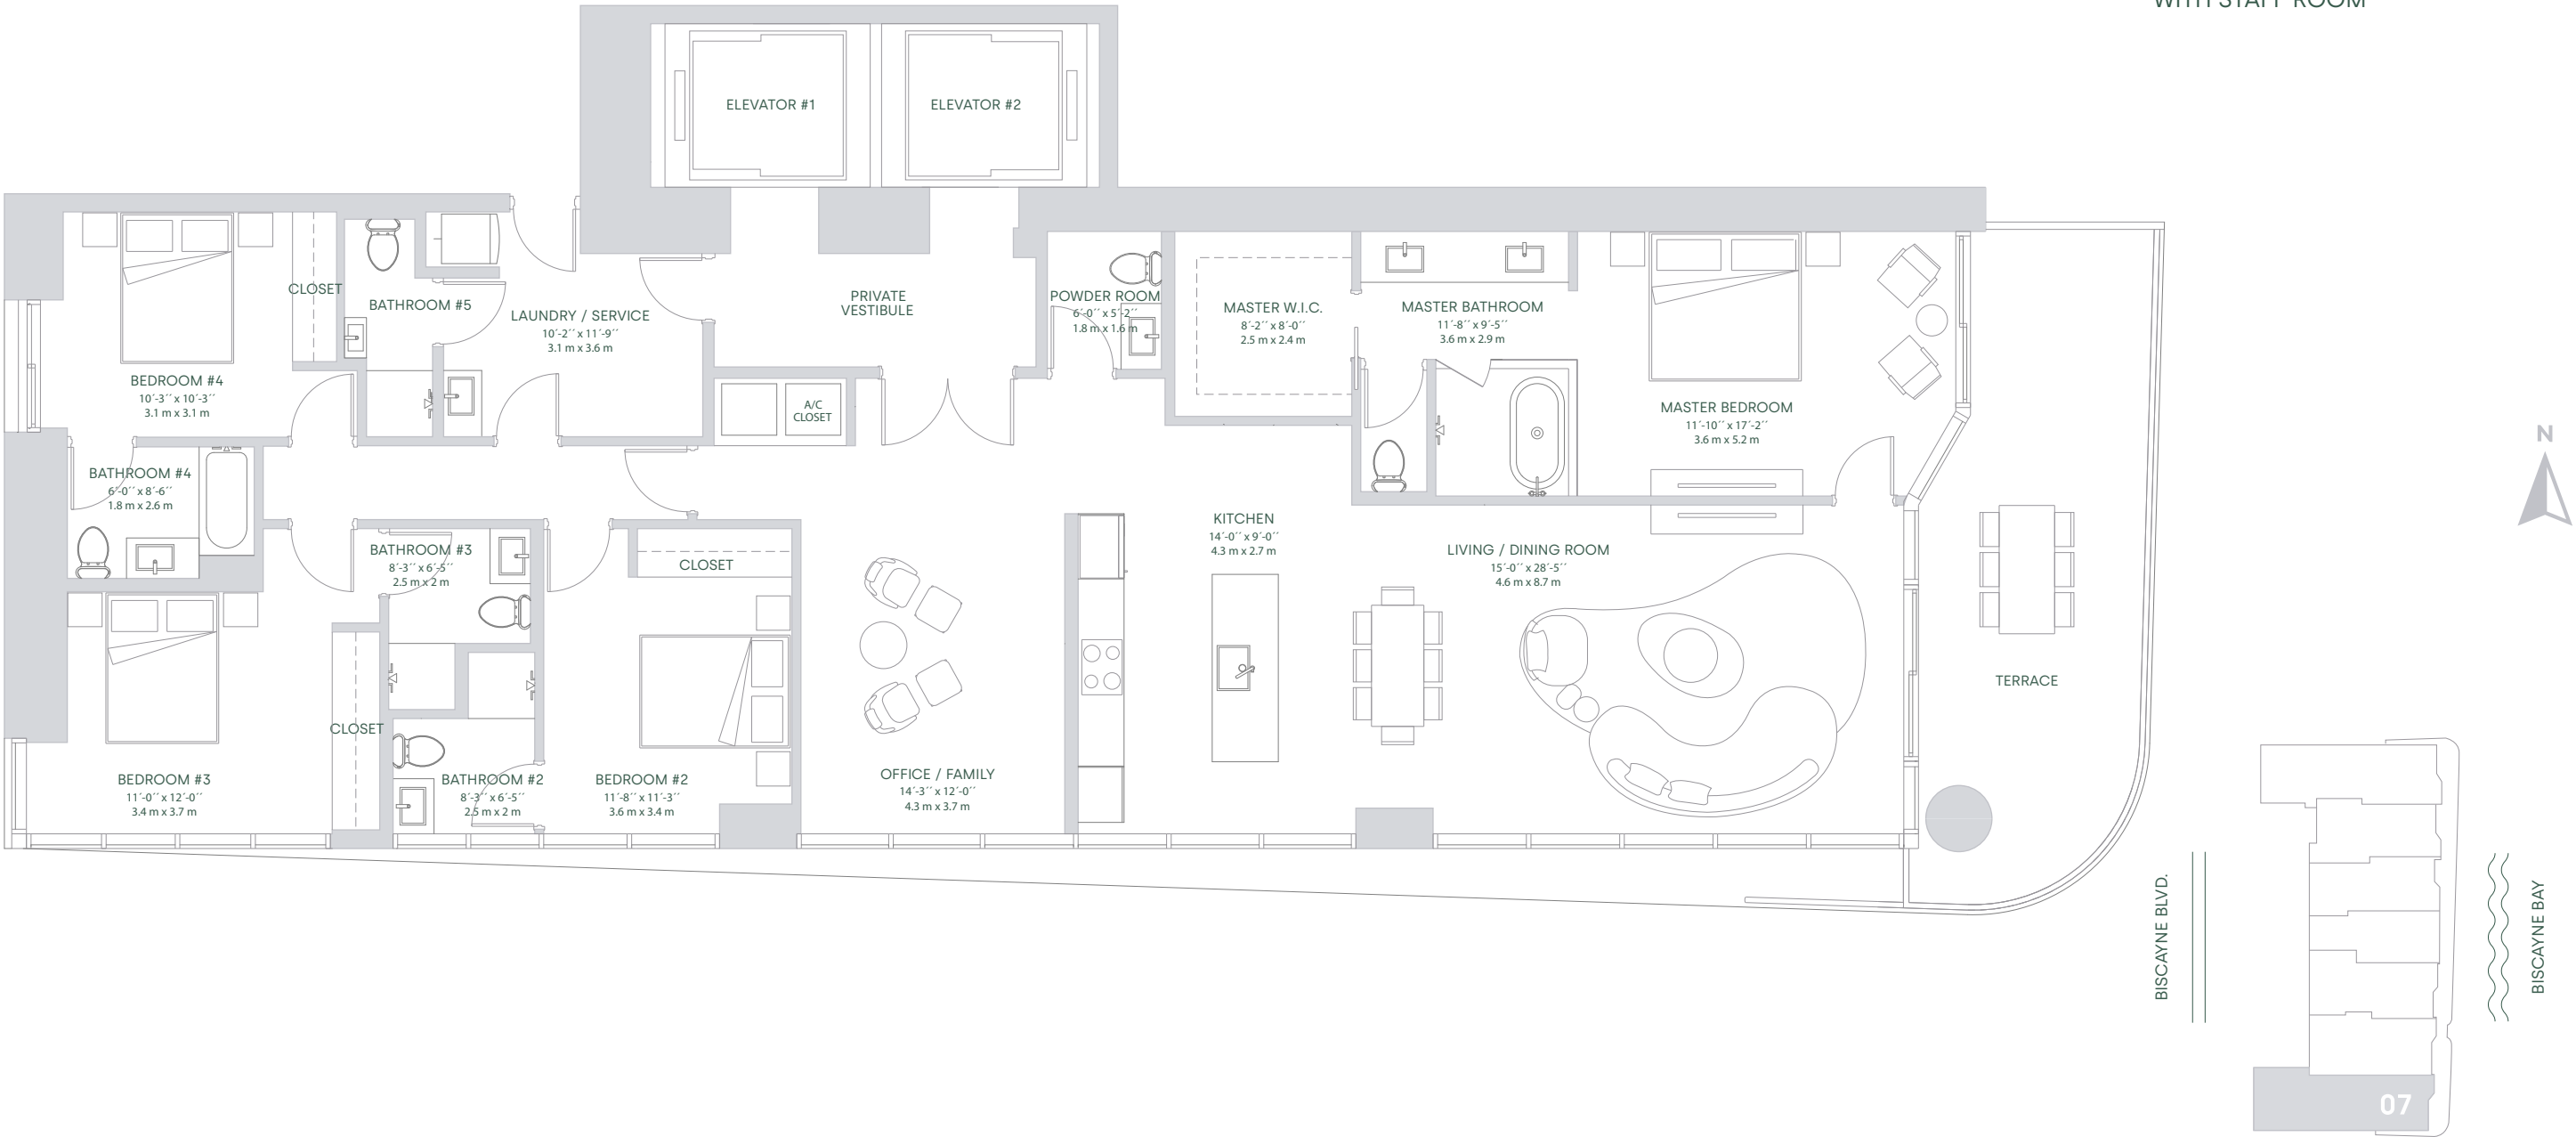 WITH STAFF ROOM
ELEVATOR #1
ELEVATOR #2
CLOSET
BATHROOM #5
LAUNDRY / SERVICE
10´-2´´ x 11´-9´´
3.1 m x 3.6 m
PRIVATE
VESTIBULE
POWDER ROOM
6´-0´´ x 5´-2´´
1.8 m x 1.6 m
MASTER W.I.C.
8´-2´´ x 8´-0´´
2.5 m x 2.4 m
MASTER BATHROOM
11´-8´´ x 9´-5´´
3.6 m x 2.9 m
BEDROOM #4
10´-3´´ x 10´-3´´
3.1 m x 3.1 m
A/C
CLOSET
MASTER BEDROOM
11´-10´´ x 17´-2´´
3.6 m x 5.2 m
N
BATHROOM #4
6´-0´´ x 8´-6´´
1.8 m x 2.6 m
BATHROOM #3
8´-3´´ x 6´-5´´
2.5 m x 2 m
CLOSET
KITCHEN
14´-0´´ x 9´-0´´
4.3 m x 2.7 m
LIVING / DINING ROOM
15´-0´´ x 28´-5´´
4.6 m x 8.7 m
TERRACE
CLOSET
BEDROOM #3
11´-0´´ x 12´-0´´
3.4 m x 3.7 m
BATHROOM #2
8´-3´´ x 6´-5´´
2.5 m x 2 m
BEDROOM #2
11´-8´´ x 11´-3´´
3.6 m x 3.4 m
OFFICE / FAMILY
14´-3´´ x 12´-0´´
4.3 m x 3.7 m
BISCAYNE BLVD.
BISCAYNE BAY
07